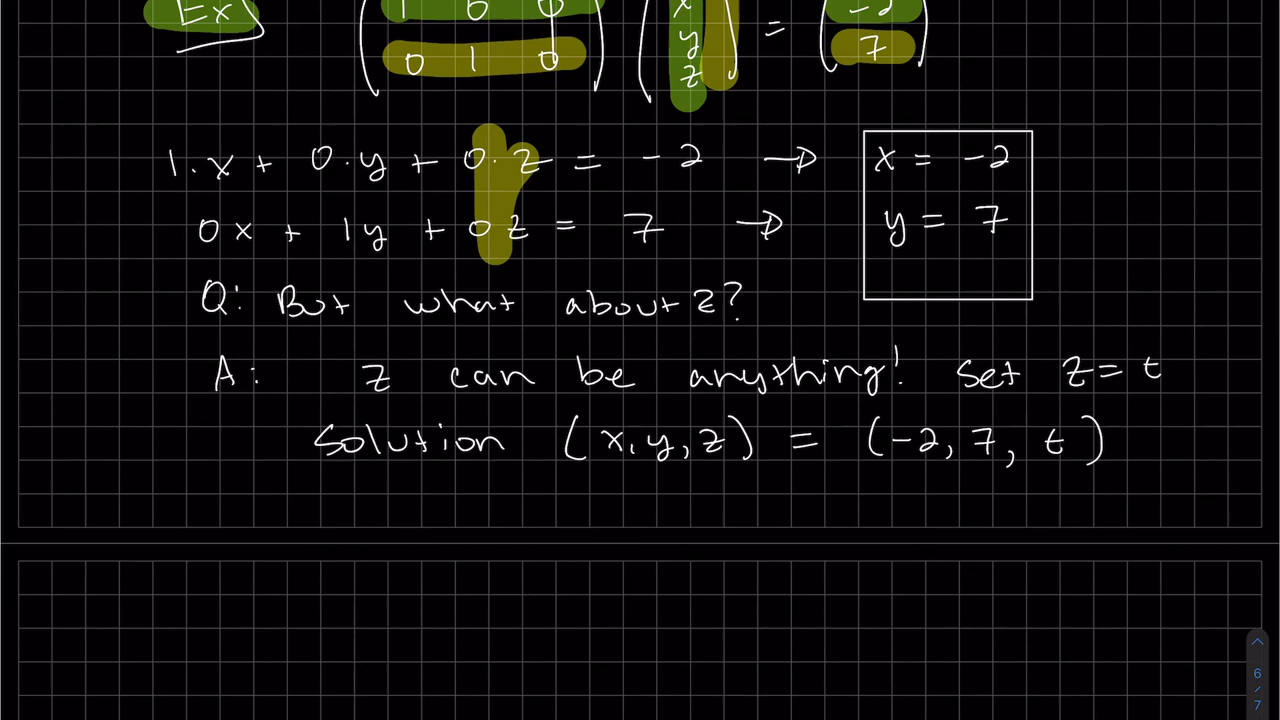 Ex ( 1 0 0 ) ( x ) = ( -2 )
( 0 1 0 ) ( y ) ( 7 )
z
1·x + 0·y + 0·z = -2 → x = -2
0x + 1y + 0z = 7 → y = 7
Q: But what about z?
A: z can be anything! Set z = t
Solution (x, y, z) = (-2, 7, t)
6
/
7